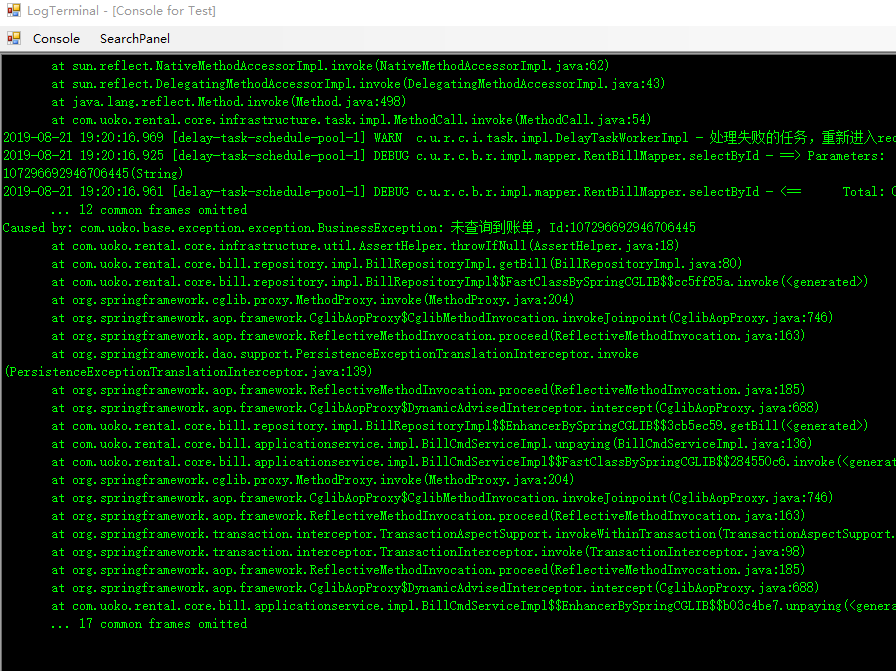 LogTerminal - [Console for Test]
Console SearchPanel
at sun.reflect.NativeMethodAccessorImpl.invoke(NativeMethodAccessorImpl.java:62)
at sun.reflect.DelegatingMethodAccessorImpl.invoke(DelegatingMethodAccessorImpl.java:43)
at java.lang.reflect.Method.invoke(Method.java:498)
at com.uoko.rental.core.infrastructure.task.impl.MethodCall.invoke(MethodCall.java:54)
2019-08-21 19:20:16.969 [delay-task-schedule-pool-1] WARN c.u.r.c.i.task.impl.DelayTaskWorkerImpl - 处理失败的任务，重新进入rec
2019-08-21 19:20:16.925 [delay-task-schedule-pool-1] DEBUG c.u.r.c.b.r.impl.mapper.RentBillMapper.selectById - ==> Parameters:
107296692946706445(String)
2019-08-21 19:20:16.961 [delay-task-schedule-pool-1] DEBUG c.u.r.c.b.r.impl.mapper.RentBillMapper.selectById - <== Total: 0
... 12 common frames omitted
Caused by: com.uoko.base.exception.exception.BusinessException: 未查询到账单，Id:107296692946706445
at com.uoko.rental.core.infrastructure.util.AssertHelper.throwIfNull(AssertHelper.java:18)
at com.uoko.rental.core.bill.repository.impl.BillRepositoryImpl.getBill(BillRepositoryImpl.java:80)
at com.uoko.rental.core.bill.repository.impl.BillRepositoryImpl$$FastClassBySpringCGLIB$$cc5ff85a.invoke(<generated>)
at org.springframework.cglib.proxy.MethodProxy.invoke(MethodProxy.java:204)
at org.springframework.aop.framework.CglibAopProxy$CglibMethodInvocation.invokeJoinpoint(CglibAopProxy.java:746)
at org.springframework.aop.framework.ReflectiveMethodInvocation.proceed(ReflectiveMethodInvocation.java:163)
at org.springframework.dao.support.PersistenceExceptionTranslationInterceptor.invoke
(PersistenceExceptionTranslationInterceptor.java:139)
at org.springframework.aop.framework.ReflectiveMethodInvocation.proceed(ReflectiveMethodInvocation.java:185)
at org.springframework.aop.framework.CglibAopProxy$DynamicAdvisedInterceptor.intercept(CglibAopProxy.java:688)
at com.uoko.rental.core.bill.repository.impl.BillRepositoryImpl$$EnhancerBySpringCGLIB$$3cb5ec59.getBill(<generated>)
at com.uoko.rental.core.bill.applicationservice.impl.BillCmdServiceImpl.unpaying(BillCmdServiceImpl.java:136)
at com.uoko.rental.core.bill.applicationservice.impl.BillCmdServiceImpl$$FastClassBySpringCGLIB$$284550c6.invoke(<generat
at org.springframework.cglib.proxy.MethodProxy.invoke(MethodProxy.java:204)
at org.springframework.aop.framework.CglibAopProxy$CglibMethodInvocation.invokeJoinpoint(CglibAopProxy.java:746)
at org.springframework.aop.framework.ReflectiveMethodInvocation.proceed(ReflectiveMethodInvocation.java:163)
at org.springframework.transaction.interceptor.TransactionAspectSupport.invokeWithinTransaction(TransactionAspectSupport.
at org.springframework.transaction.interceptor.TransactionInterceptor.invoke(TransactionInterceptor.java:98)
at org.springframework.aop.framework.ReflectiveMethodInvocation.proceed(ReflectiveMethodInvocation.java:185)
at org.springframework.aop.framework.CglibAopProxy$DynamicAdvisedInterceptor.intercept(CglibAopProxy.java:688)
at com.uoko.rental.core.bill.applicationservice.impl.BillCmdServiceImpl$$EnhancerBySpringCGLIB$$b03c4be7.unpaying(<genera
... 17 common frames omitted